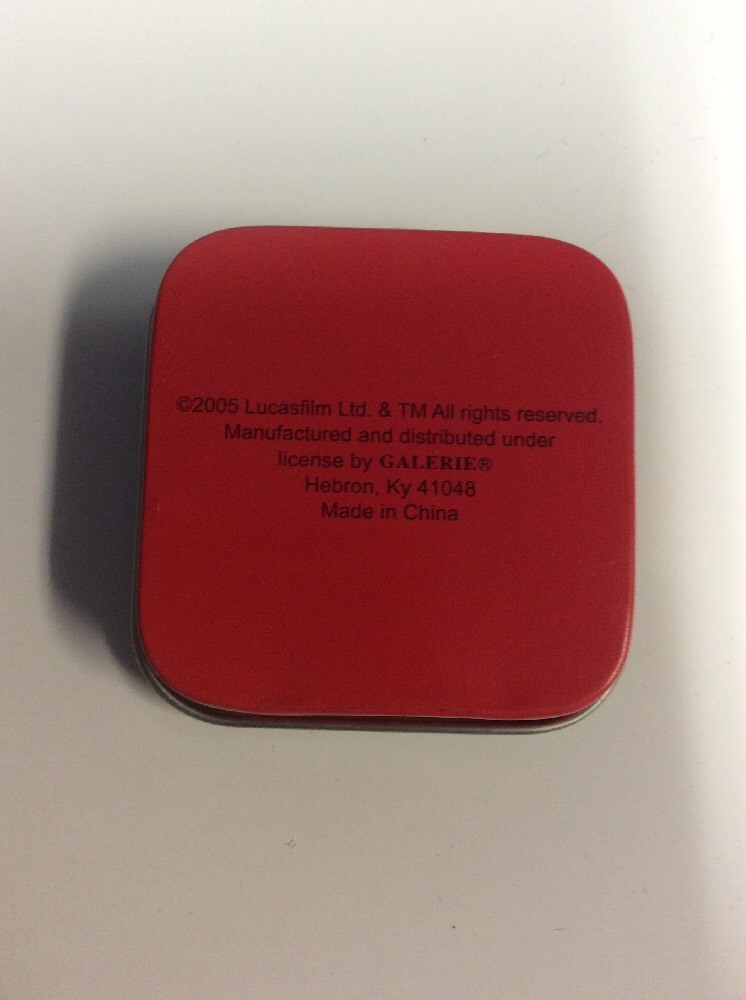 ©2005 Lucasfilm Ltd. & TM All rights reserved.
Manufactured and distributed under
license by GALERIE®
Hebron, Ky 41048
Made in China